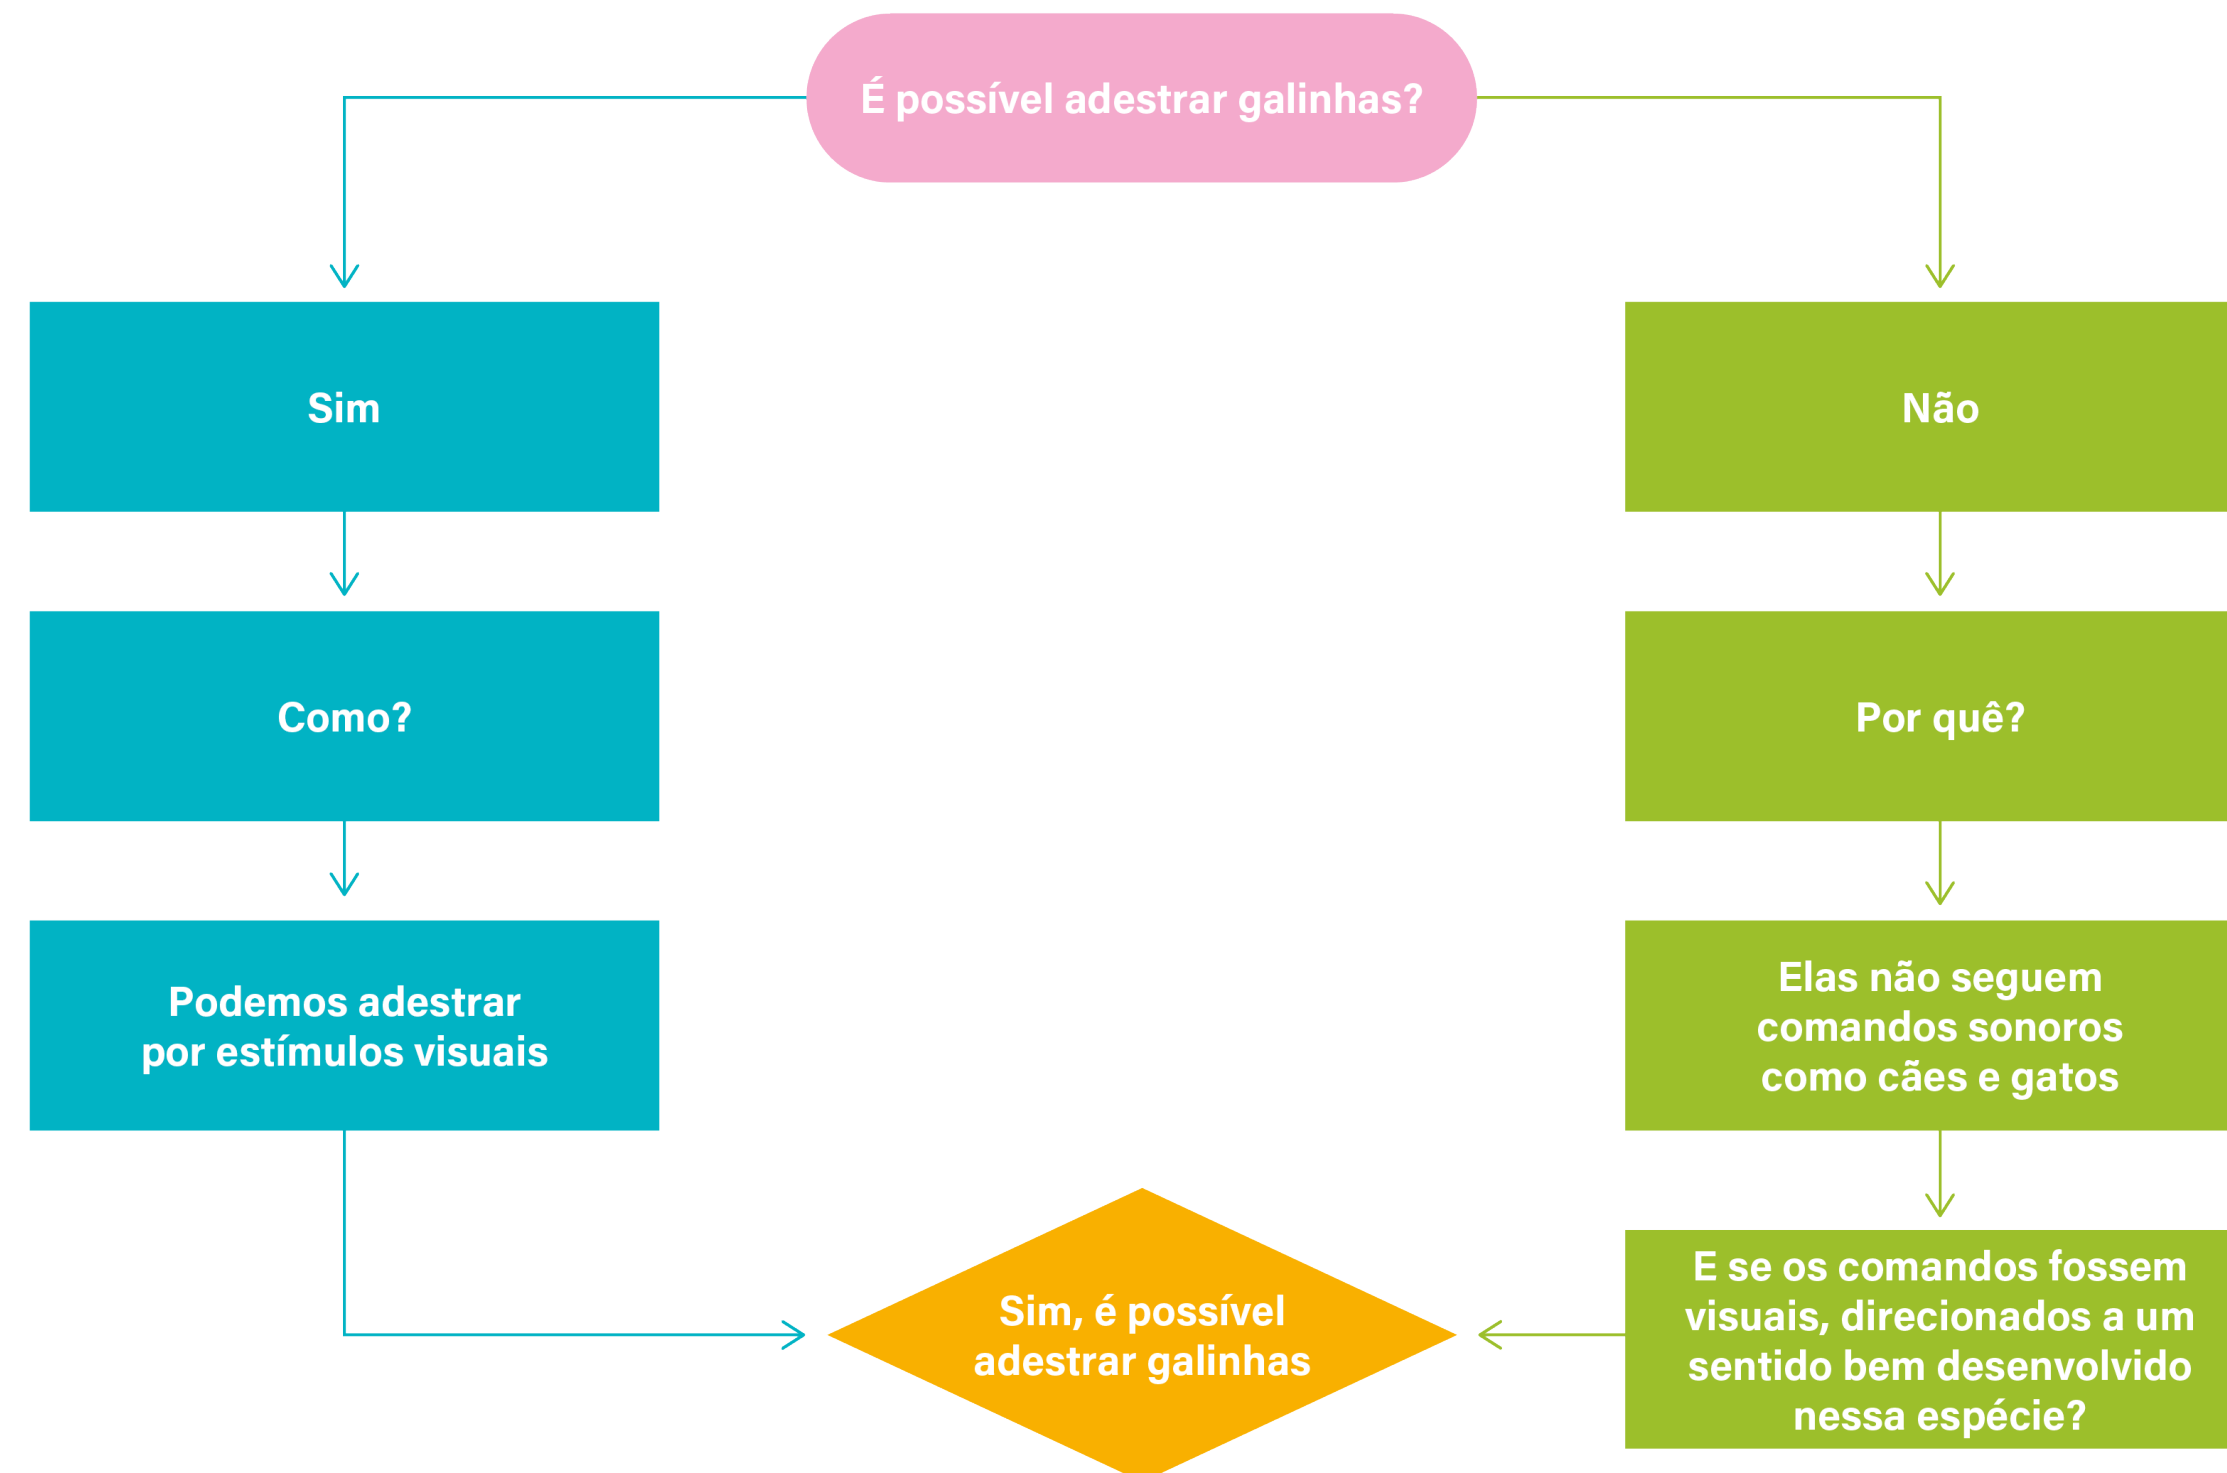 É possível adestrar galinhas?
Sim
Não
Como?
Por quê?
Podemos adestrar
por estímulos visuais
Elas não seguem
comandos sonoros
como cães e gatos
E se os comandos fossem
visuais, direcionados a um
sentido bem desenvolvido
nessa espécie?
Sim, é possível
adestrar galinhas